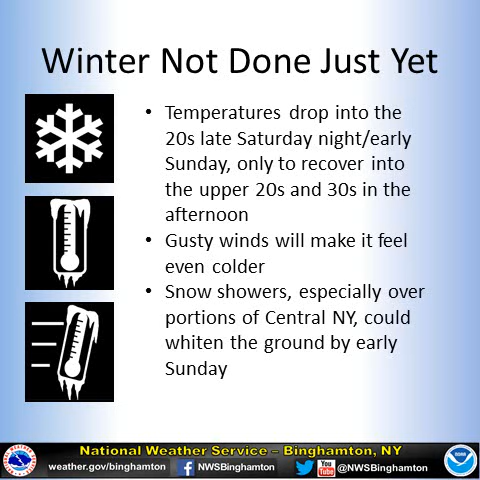 Winter Not Done Just Yet
• Temperatures drop into the
20s late Saturday night/early
Sunday, only to recover into
the upper 20s and 30s in the
afternoon
• Gusty winds will make it feel
even colder
• Snow showers, especially over
portions of Central NY, could
whiten the ground by early
Sunday
National Weather Service – Binghamton, NY
weather.gov/binghamton NWSBinghamton You Tube @NWSBinghamton